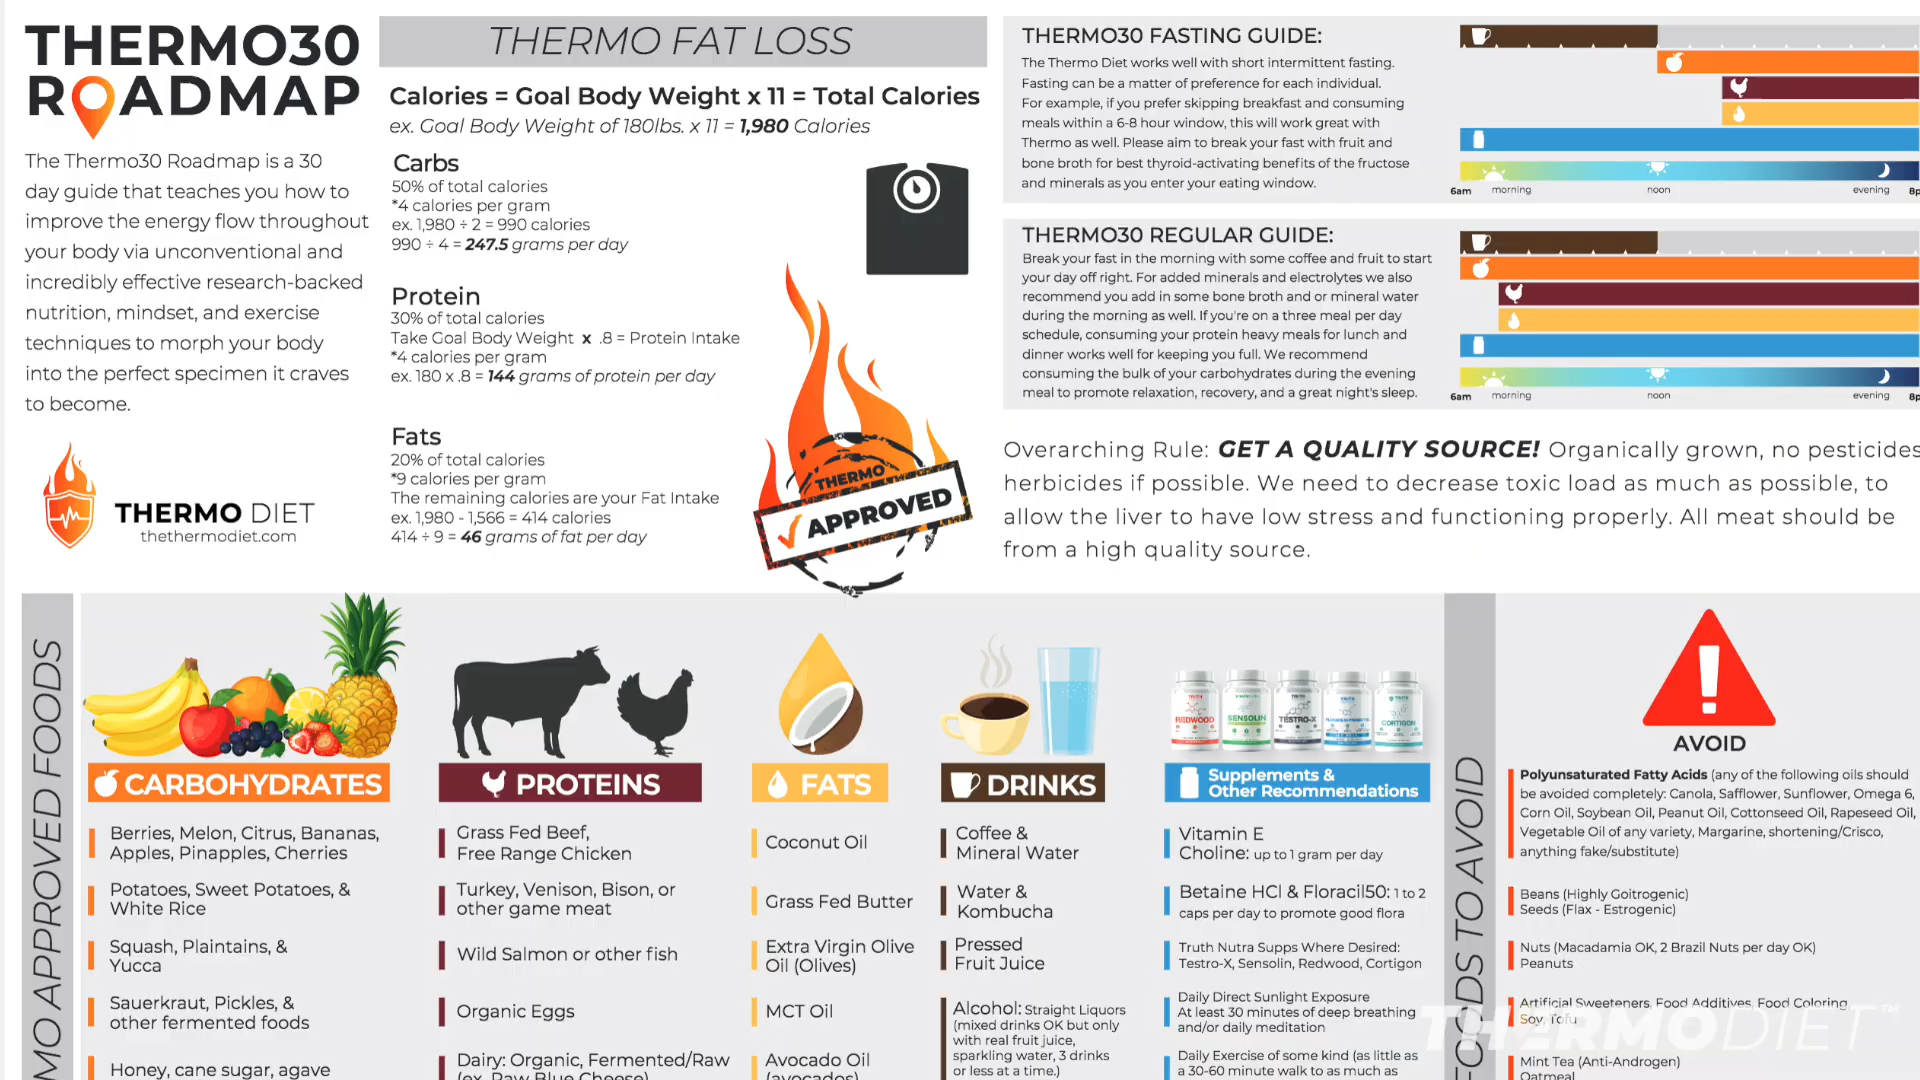 THERMO30
ROADMAP
The Thermo30 Roadmap is a 30
day guide that teaches you how to
improve the energy flow throughout
your body via unconventional and
incredibly effective research-backed
nutrition, mindset, and exercise
techniques to morph your body
into the perfect specimen it craves
to become.
THERMO DIET
thethermodiet.com
THERMO FAT LOSS
Calories = Goal Body Weight x 11 = Total Calories
ex. Goal Body Weight of 180lbs. x 11 = 1,980 Calories
Carbs
50% of total calories
*4 calories per gram
ex. 1,980 ÷ 2 = 990 calories
990 ÷ 4 = 247.5 grams per day
Protein
30% of total calories
Take Goal Body Weight x .8 = Protein Intake
*4 calories per gram
ex. 180 x .8 = 144 grams of protein per day
Fats
20% of total calories
*9 calories per gram
The remaining calories are your Fat Intake
ex. 1,980 - 1,566 = 414 calories
414 ÷ 9 = 46 grams of fat per day
THERMO
APPROVED
THERMO30 FASTING GUIDE:
The Thermo Diet works well with short intermittent fasting.
Fasting can be a matter of preference for each individual.
For example, if you prefer skipping breakfast and consuming
meals within a 6-8 hour window, this will work great with
Thermo as well. Please aim to break your fast with fruit and
bone broth for best thyroid-activating benefits of the fructose
and minerals as you enter your eating window.
6am morning noon evening 8p
THERMO30 REGULAR GUIDE:
Break your fast in the morning with some coffee and fruit to start
your day off right. For added minerals and electrolytes we also
recommend you add in some bone broth and or mineral water
during the morning as well. If you're on a three meal per day
schedule, consuming your protein heavy meals for lunch and
dinner works well for keeping you full. We recommend
consuming the bulk of your carbohydrates during the evening
meal to promote relaxation, recovery, and a great night's sleep.
6am morning noon evening 8p
Overarching Rule: GET A QUALITY SOURCE! Organically grown, no pesticides
herbicides if possible. We need to decrease toxic load as much as possible, to
allow the liver to have low stress and functioning properly. All meat should be
from a high quality source.
MO APPROVED FOODS
CARBOHYDRATES
Berries, Melon, Citrus, Bananas,
Apples, Pinapples, Cherries
Potatoes, Sweet Potatoes, &
White Rice
Squash, Plaintains, &
Yucca
Sauerkraut, Pickles, &
other fermented foods
Honey, cane sugar, agave
PROTEINS
Grass Fed Beef,
Free Range Chicken
Turkey, Venison, Bison, or
other game meat
Wild Salmon or other fish
Organic Eggs
Dairy: Organic, Fermented/Raw
(ex. Raw Blue Cheese)
FATS
Coconut Oil
Grass Fed Butter
Extra Virgin Olive
Oil (Olives)
MCT Oil
Avocado Oil
(avocados)
DRINKS
Coffee &
Mineral Water
Water &
Kombucha
Pressed
Fruit Juice
Alcohol: Straight Liquors
(mixed drinks OK but only
with real fruit juice,
sparkling water, 3 drinks
or less at a time.)
REDWOOD
SENSOLIN
TESTRO-X
CORTIGON
Supplements &
Other Recommendations
Vitamin E
Choline: up to 1 gram per day
Betaine HCl & Floracil50: 1 to 2
caps per day to promote good flora
Truth Nutra Supps Where Desired:
Testro-X, Sensolin, Redwood, Cortigon
Daily Direct Sunlight Exposure
At least 30 minutes of deep breathing
and/or daily meditation
Daily Exercise of some kind (as little as
a 30-60 minute walk to as much as
FOODS TO AVOID
AVOID
Polyunsaturated Fatty Acids (any of the following oils should
be avoided completely: Canola, Safflower, Sunflower, Omega 6,
Corn Oil, Soybean Oil, Peanut Oil, Cottonseed Oil, Rapeseed Oil,
Vegetable Oil of any variety, Margarine, shortening/Crisco,
anything fake/substitute)
Beans (Highly Goitrogenic)
Seeds (Flax - Estrogenic)
Nuts (Macadamia OK, 2 Brazil Nuts per day OK)
Peanuts
Artificial Sweeteners, Food Additives, Food Coloring
Soy, Tofu
Mint Tea (Anti-Androgen)
Oatmeal
THERMODIET™